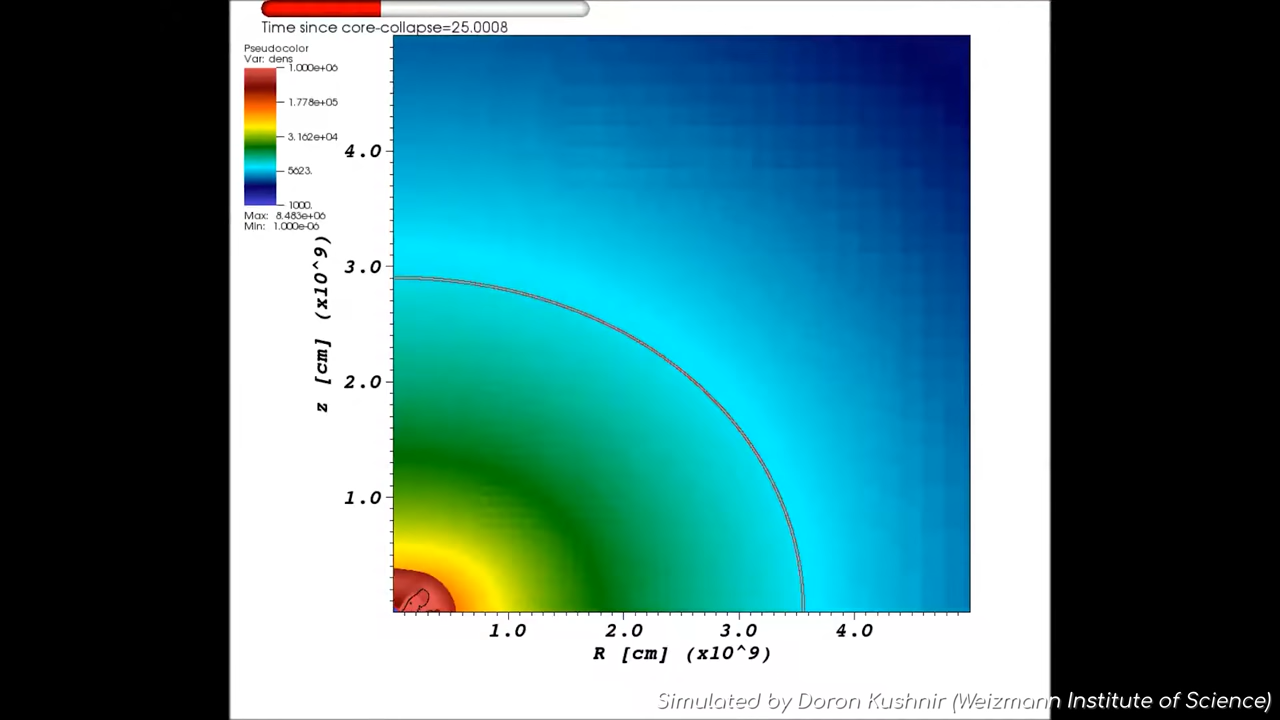 Time since core-collapse=25.0008
Pseudocolor
Var: dens
1.000e+06
1.778e+05
3.162e+04
5623.
1000.
Max: 8.483e+06
Min: 1.000e-06
4.0
3.0
2.0
1.0
z [cm] (x10^9)
1.0 2.0 3.0 4.0
R [cm] (x10^9)
Simulated by Doron Kushnir (Weizmann Institute of Science)